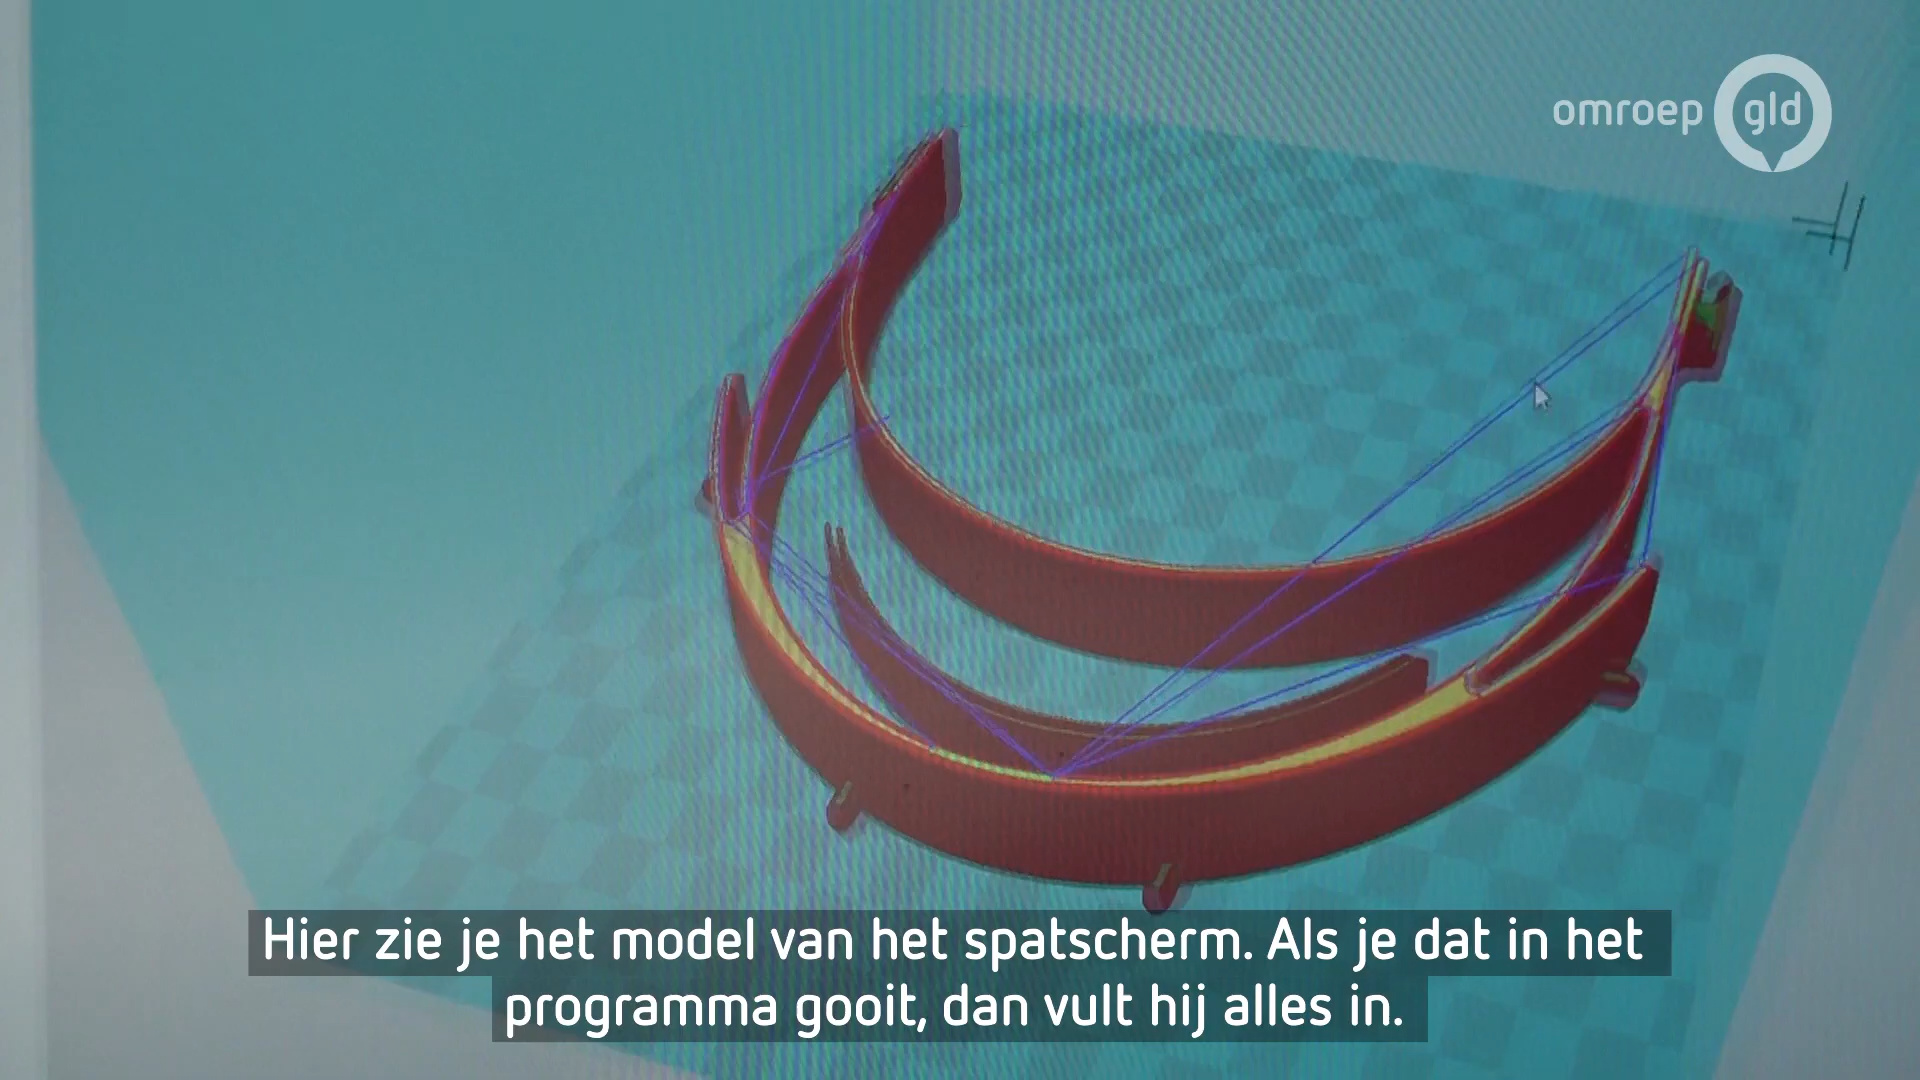 omroep gld
Hier zie je het model van het spatscherm. Als je dat in het
programma gooit, dan vult hij alles in.